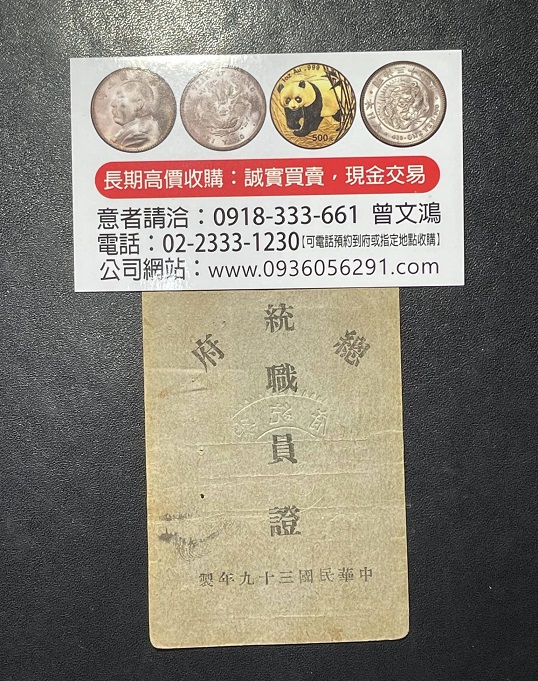 長期高價收購：誠實買賣，現金交易
意者請洽：0918-333-661 曾文鴻
電話：02-2333-1230【可電話預約到府或指定地點收購】
公司網站：www.0936056291.com
總統府
職員證
中華民國三十九年製